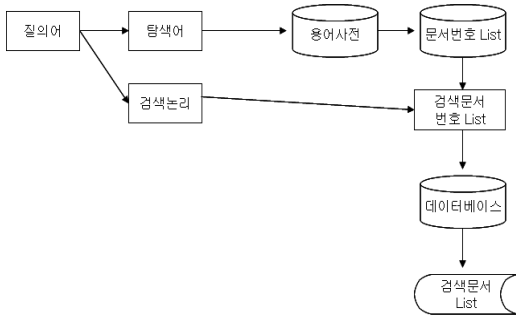 질의어
탐색어
용어사전
문서번호 List
검색논리
검색문서
번호 List
데이터베이스
검색문서
List